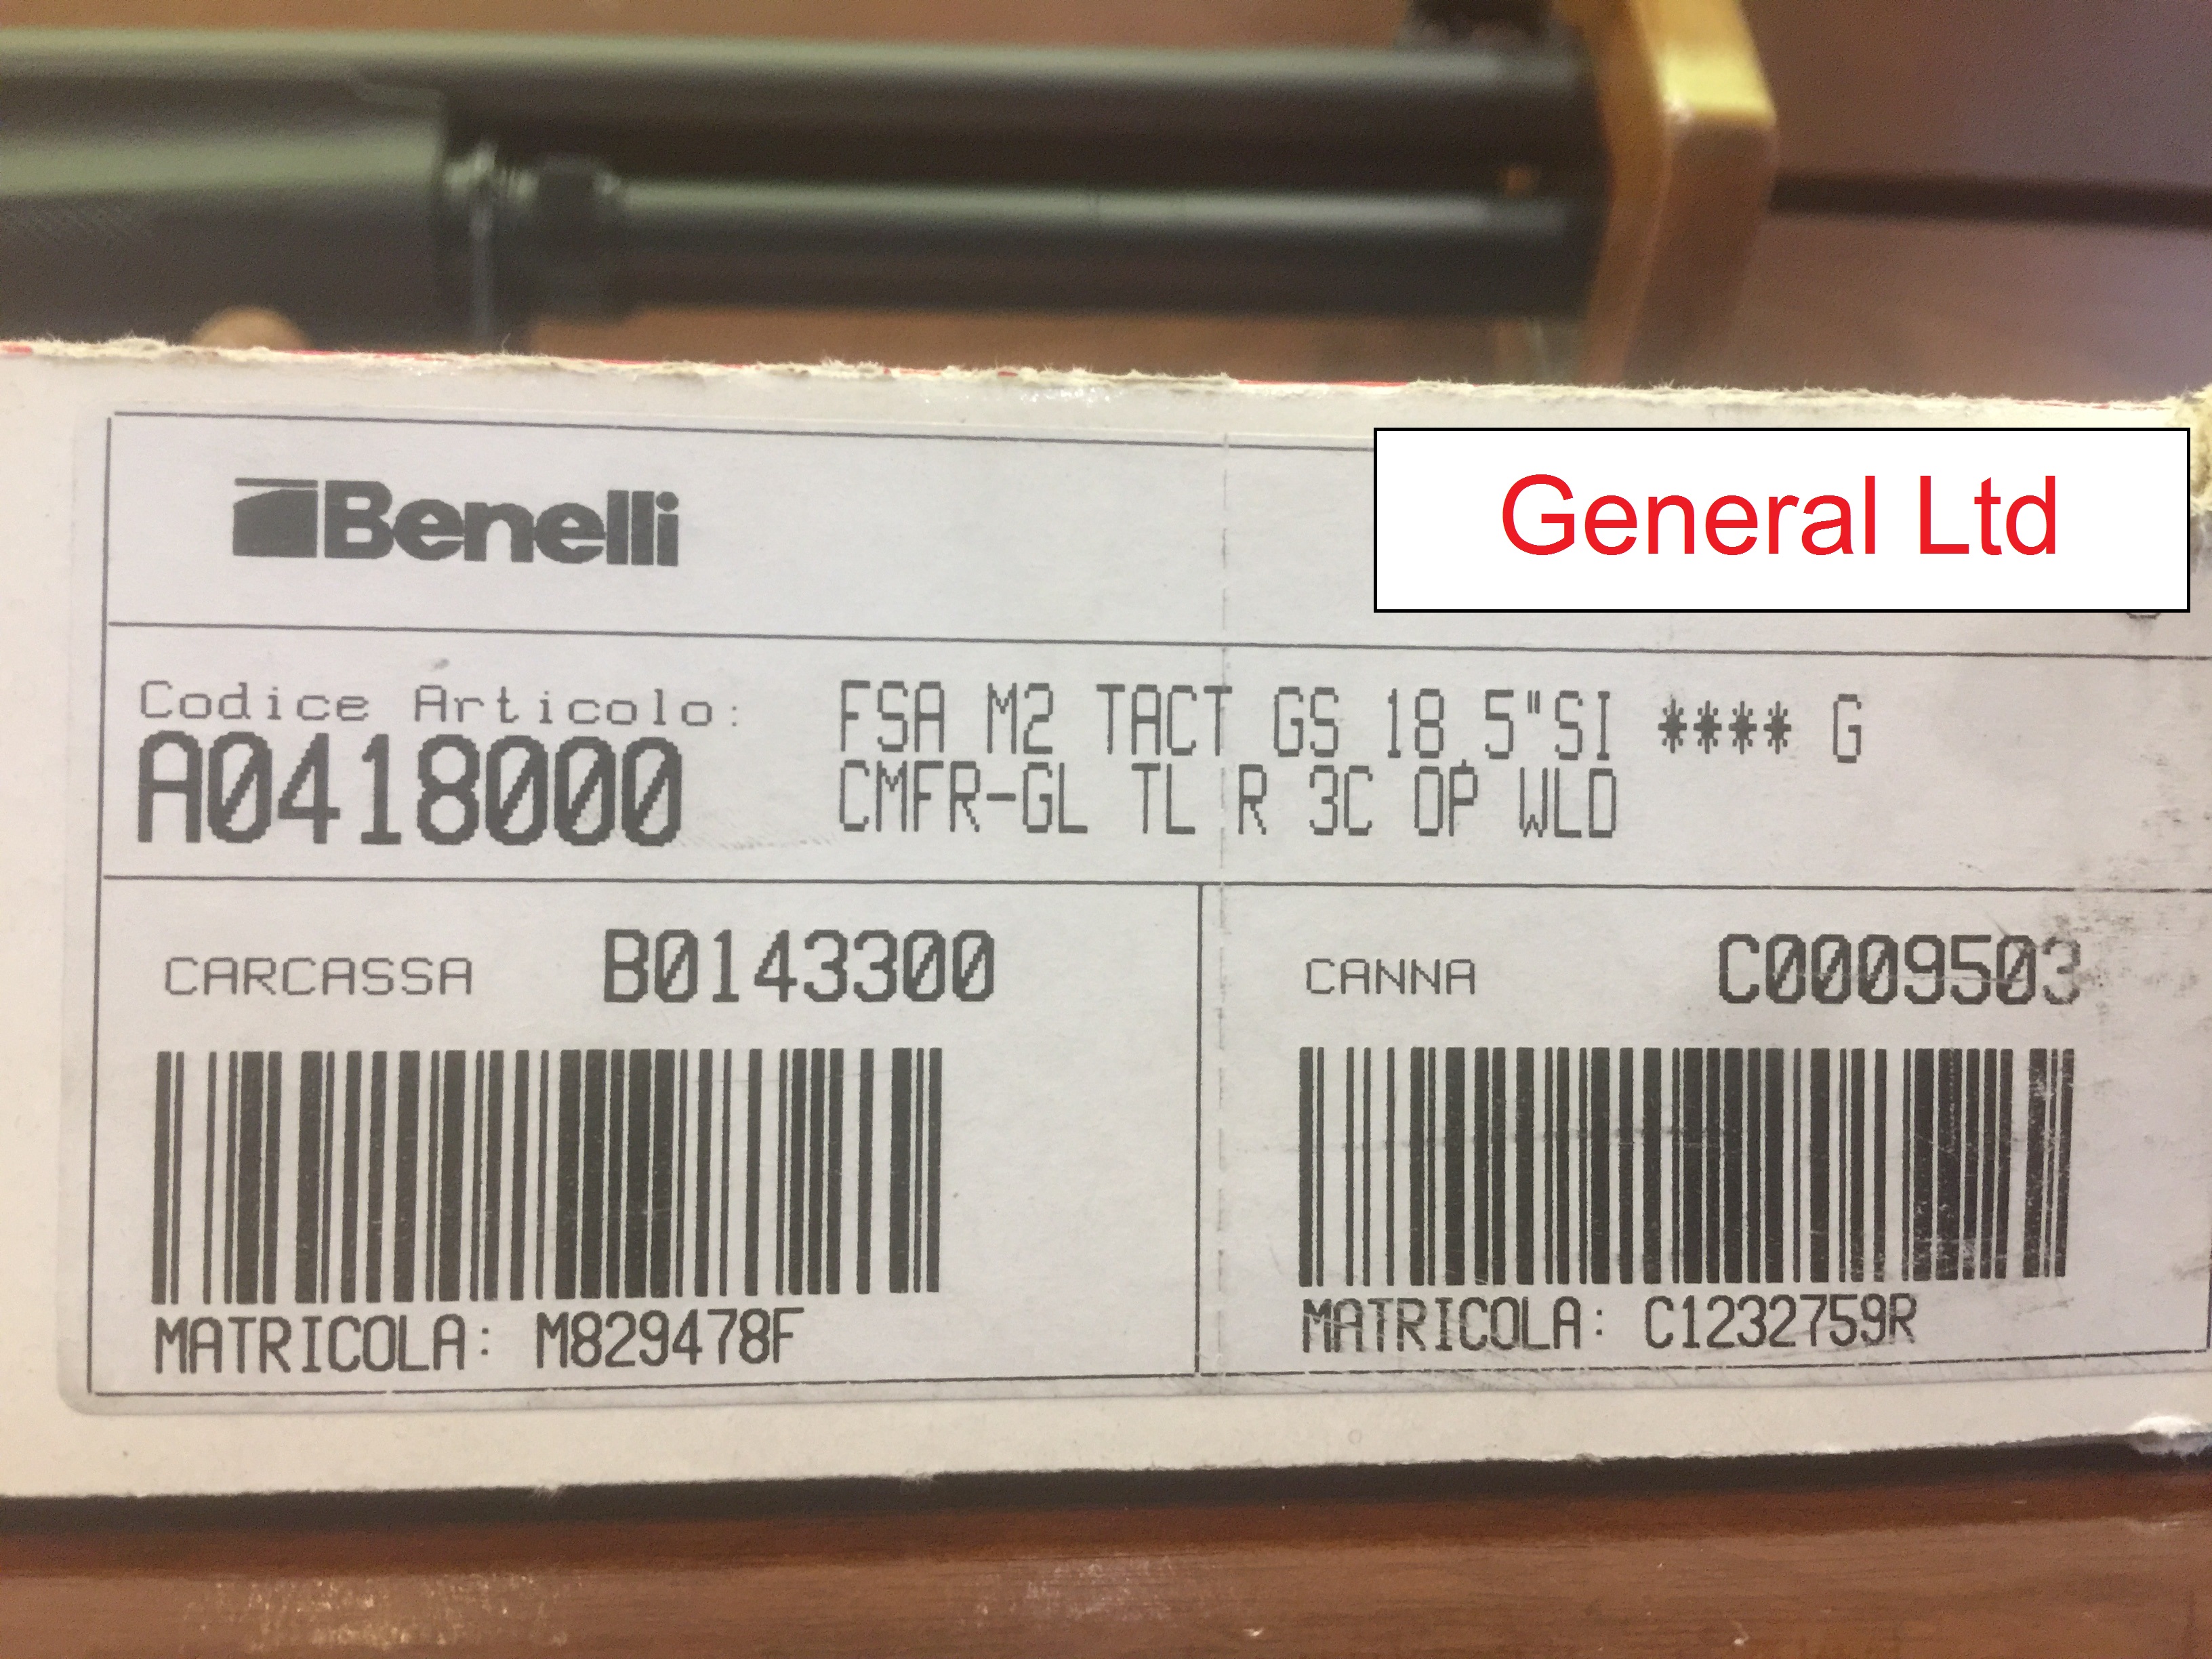 Benelli
General Ltd
Codice Articolo:
A0418000
FSA M2 TACT GS 18.5"SI **** G
CMFR-GL TL R 3C OP WLD
CARCASSA B0143300
CANNA C0009503
MATRICOLA: M829478F
MATRICOLA: C1232759R